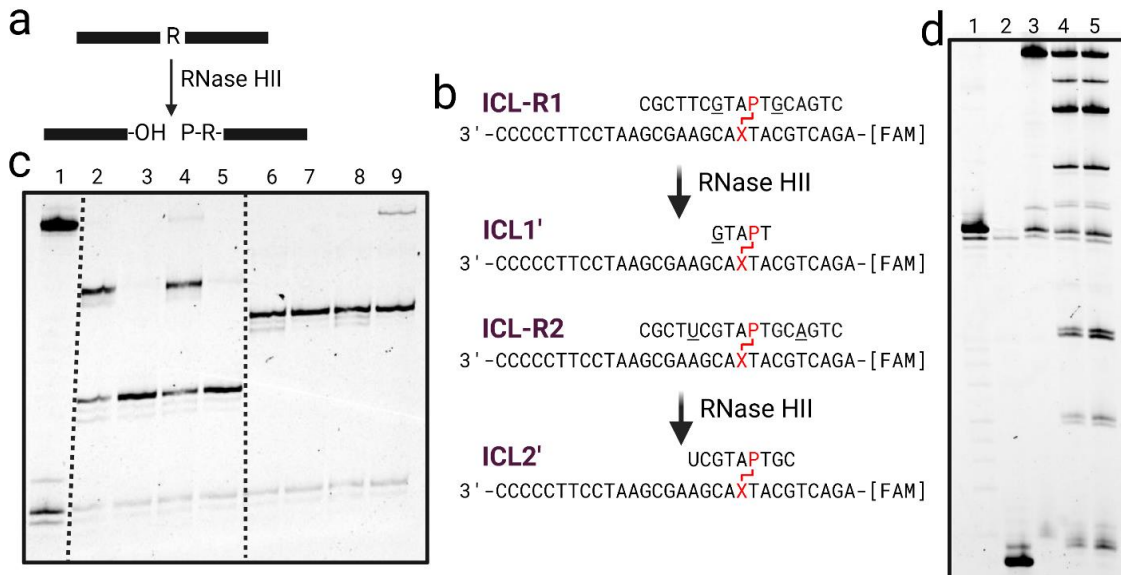 a
R
RNase HII
-OH P-R-
b
ICL-R1
CGCTTCGTAPTGCAGTC
3'-CCCCCTTCCTAAGCGAAGCAXTACGTCAGA-[FAM]
RNase HII
ICL1'
GTAPT
3'-CCCCCTTCCTAAGCGAAGCAXTACGTCAGA-[FAM]
ICL-R2
CGCTUCGTAPTGCAGTC
3'-CCCCCTTCCTAAGCGAAGCAXTACGTCAGA-[FAM]
RNase HII
ICL2'
UCGTAPTGC
3'-CCCCCTTCCTAAGCGAAGCAXTACGTCAGA-[FAM]
c
1 2 3 4 5 6 7 8 9
d
1 2 3 4 5